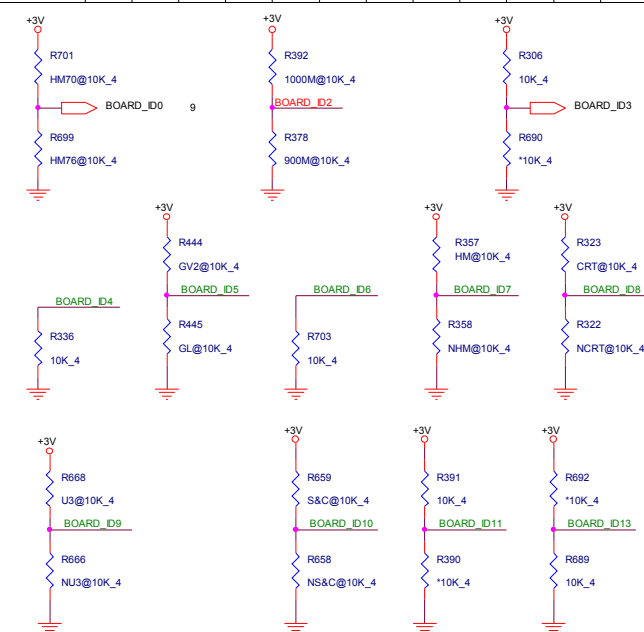 +3V
R701
HM70@10K_4
BOARD_ID0
9
R699
HM76@10K_4
+3V
R392
1000M@10K_4
BOARD_ID2
R378
900M@10K_4
+3V
R306
10K_4
BOARD_ID3
R690
*10K_4
BOARD_ID4
R336
10K_4
+3V
R444
GV2@10K_4
BOARD_ID5
R445
GL@10K_4
BOARD_ID6
R703
10K_4
+3V
R357
HM@10K_4
BOARD_ID7
R358
NHM@10K_4
+3V
R323
CRT@10K_4
BOARD_ID8
R322
NCRT@10K_4
+3V
R668
U3@10K_4
BOARD_ID9
R666
NU3@10K_4
+3V
R659
S&C@10K_4
BOARD_ID10
R658
NS&C@10K_4
+3V
R391
10K_4
BOARD_ID11
R390
*10K_4
+3V
R692
*10K_4
BOARD_ID13
R689
10K_4